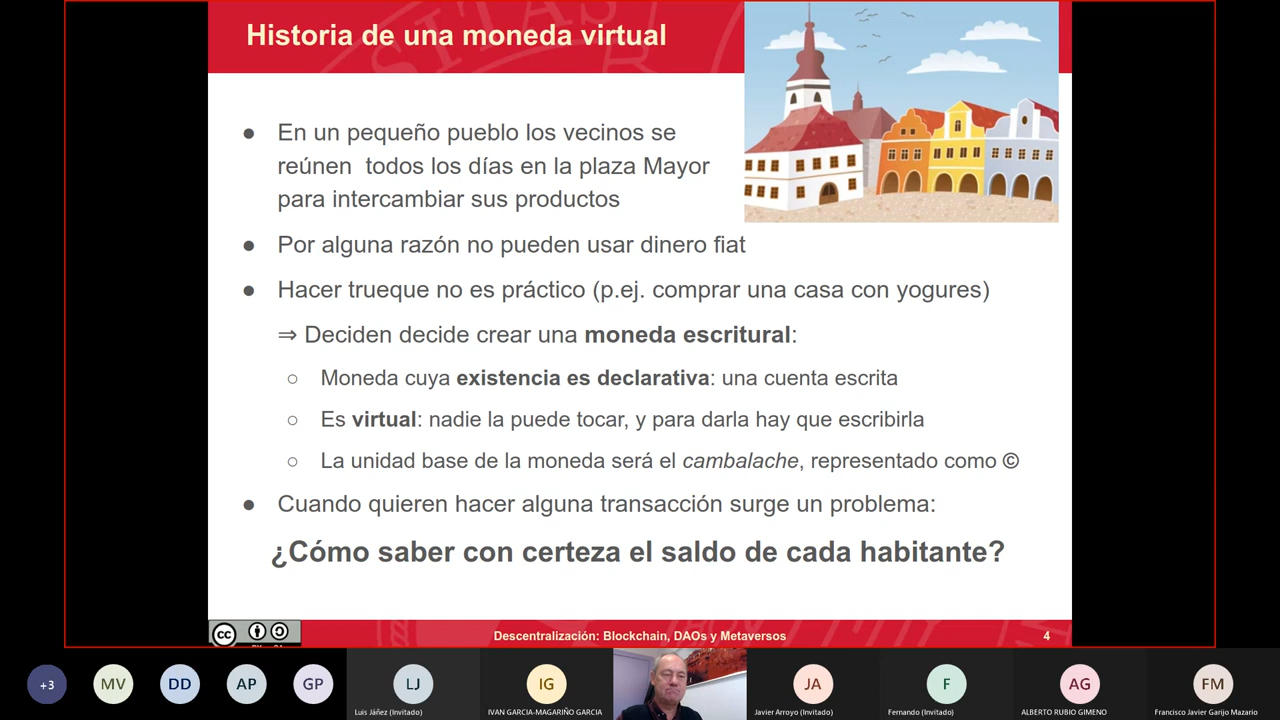 Historia de una moneda virtual
● En un pequeño pueblo los vecinos se
reúnen todos los días en la plaza Mayor
para intercambiar sus productos
● Por alguna razón no pueden usar dinero fiat
● Hacer trueque no es práctico (p.ej. comprar una casa con yogures)
⇒ Deciden decide crear una moneda escritural:
○ Moneda cuya existencia es declarativa: una cuenta escrita
○ Es virtual: nadie la puede tocar, y para darla hay que escribirla
○ La unidad base de la moneda será el cambalache, representado como ©
● Cuando quieren hacer alguna transacción surge un problema:
¿Cómo saber con certeza el saldo de cada habitante?
cc
Descentralización: Blockchain, DAOs y Metaversos
4
+3
MV
DD
AP
GP
LJ
Luis Jáñez (Invitado)
IG
IVAN GARCIA-MAGARIÑO GARCIA
JA
Javier Arroyo (Invitado)
F
Fernando (Invitado)
AG
ALBERTO RUBIO GIMENO
FM
Francisco Javier Garijo Mazario